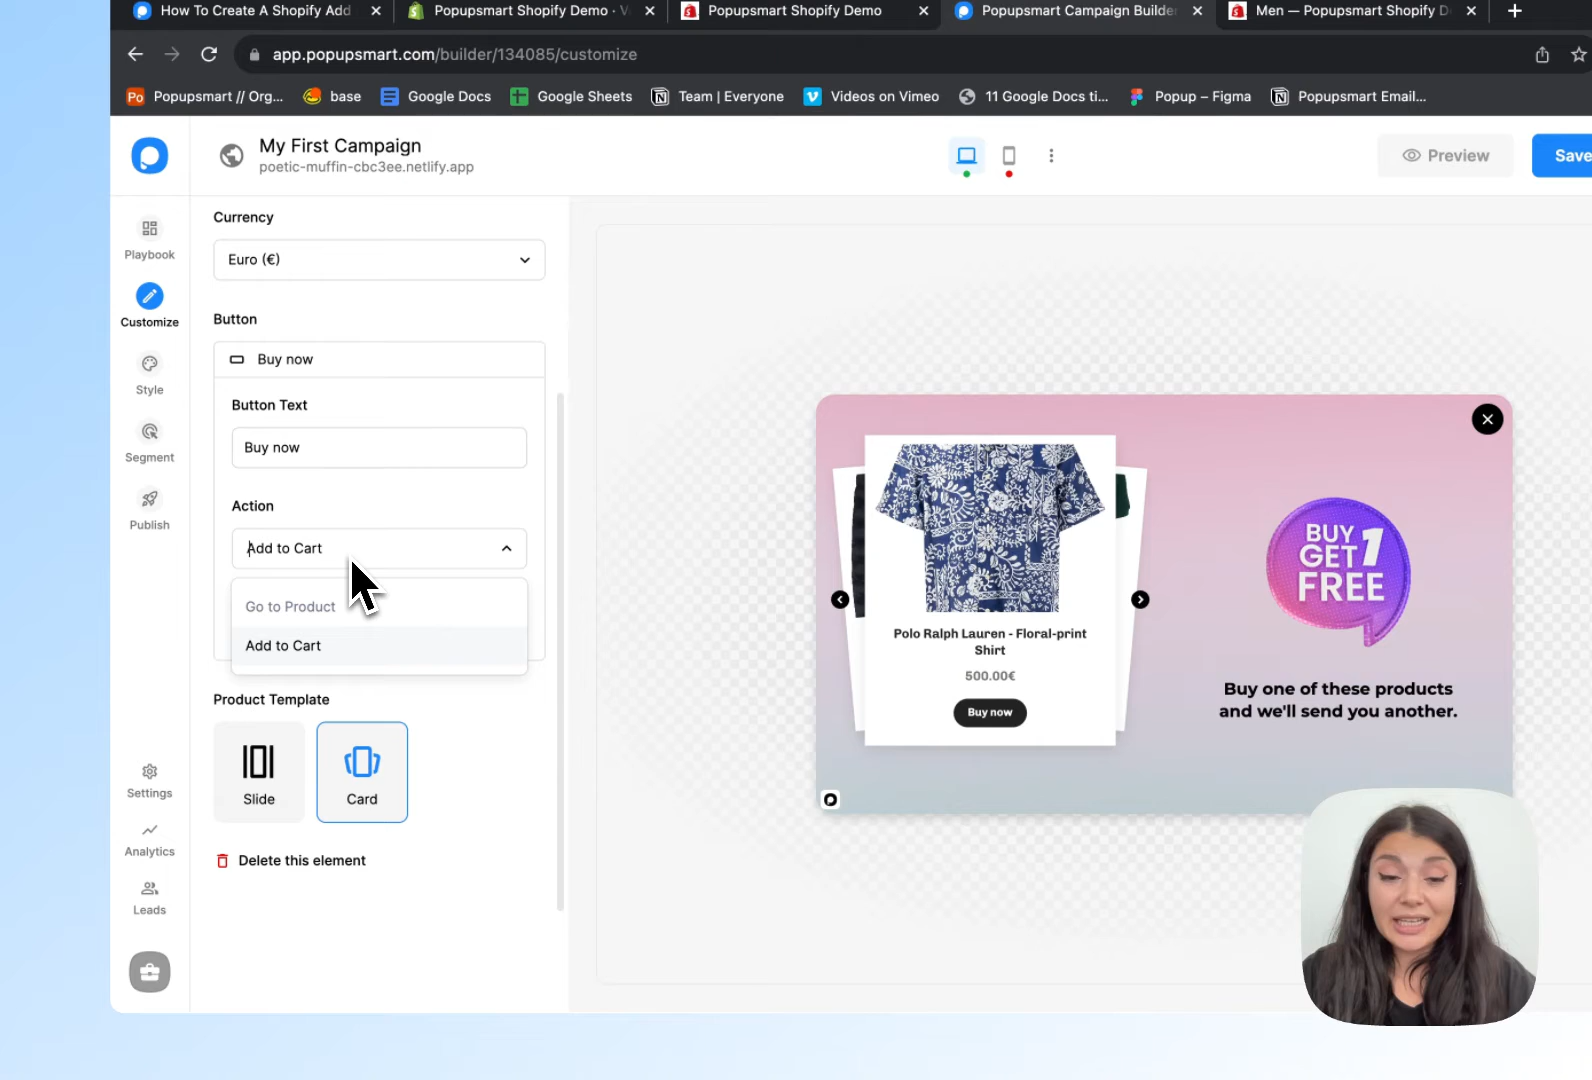 How To Create A Shopify Add
Popupsmart Shopify Demo · V
Popupsmart Shopify Demo
Popupsmart Campaign Builde
Men — Popupsmart Shopify D
app.popupsmart.com/builder/134085/customize
Popupsmart // Org...
base
Google Docs
Google Sheets
Team | Everyone
Videos on Vimeo
11 Google Docs ti...
Popup – Figma
Popupsmart Email...
My First Campaign
poetic-muffin-cbc3ee.netlify.app
Preview
Save
Playbook
Customize
Style
Segment
Publish
Settings
Analytics
Leads
Currency
Euro (€)
Button
Buy now
Button Text
Buy now
Action
Add to Cart
Go to Product
Add to Cart
Product Template
Slide
Card
Delete this element
Polo Ralph Lauren - Floral-print
Shirt
500.00€
Buy now
BUY 1
GET
FREE
Buy one of these products
and we'll send you another.